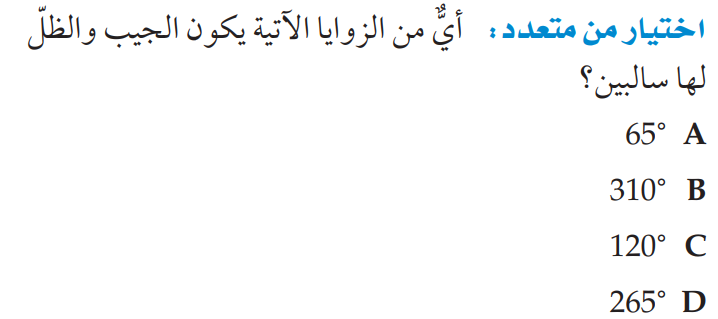 اختيار من متعدد: أيٌّ من الزوايا الآتية يكون الجيب والظلّ
لها سالبين؟
A 65°
B 310°
C 120°
D 265°